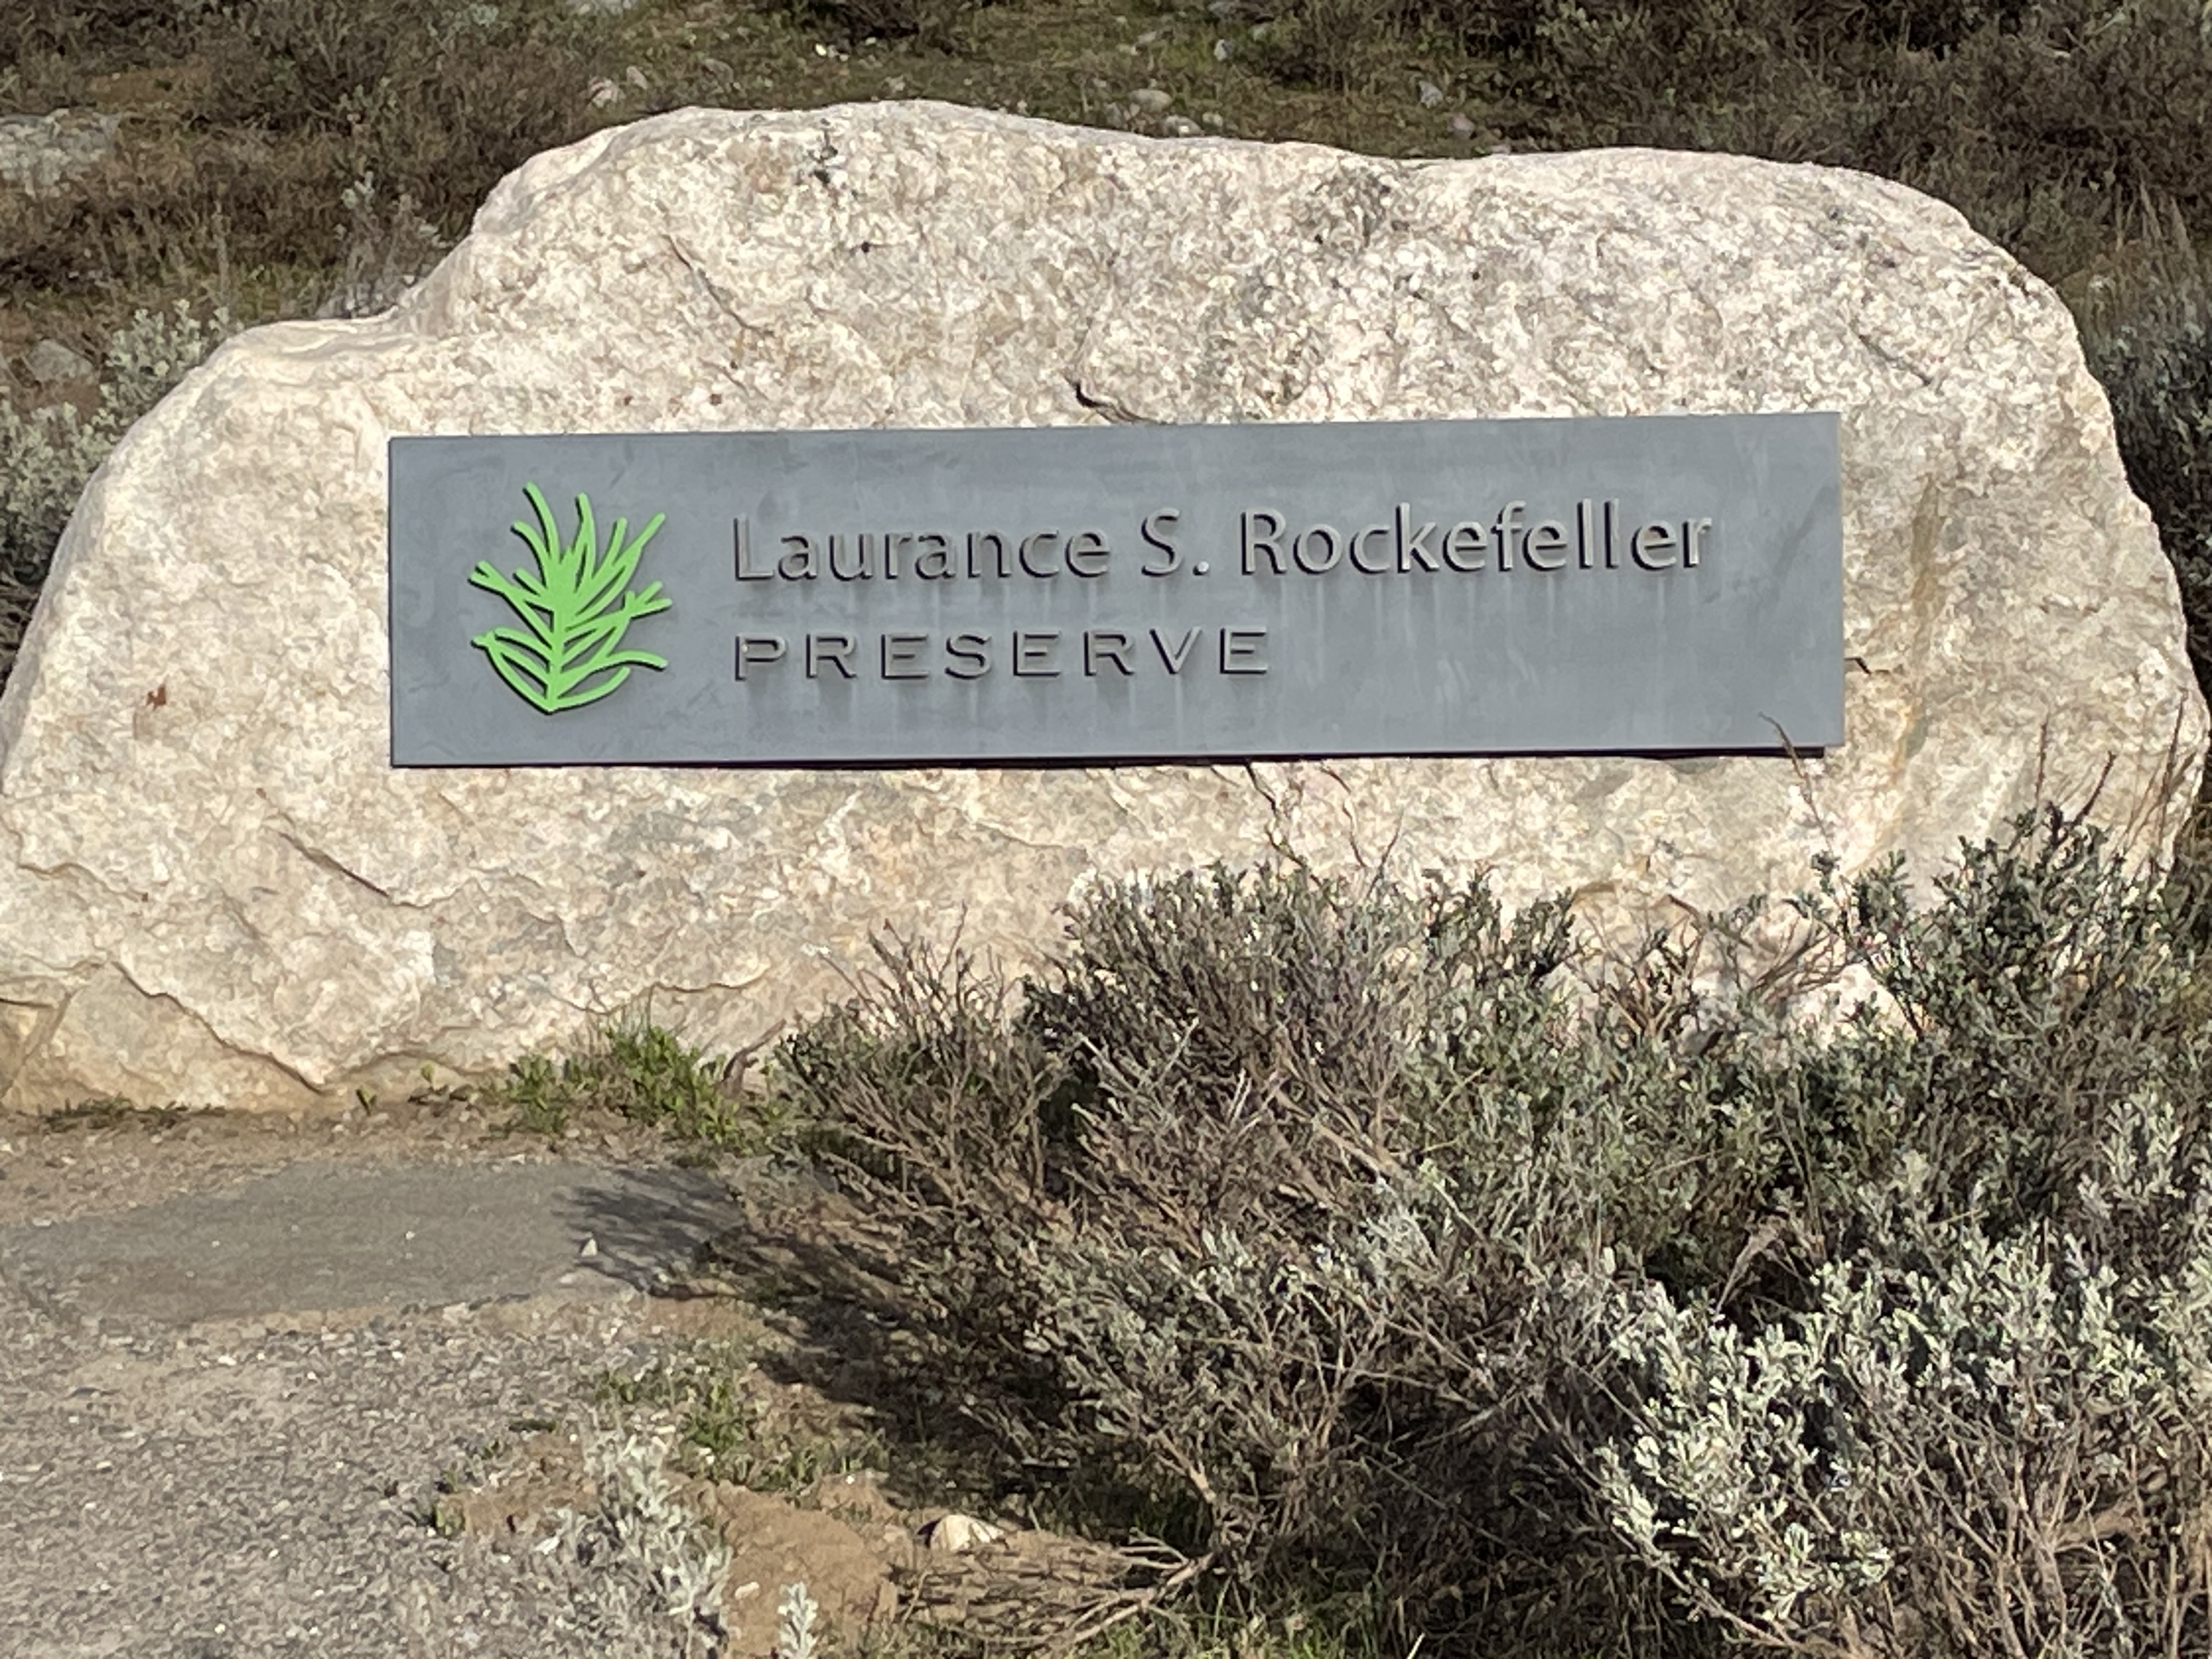 Laurance S. Rockefeller
PRESERVE